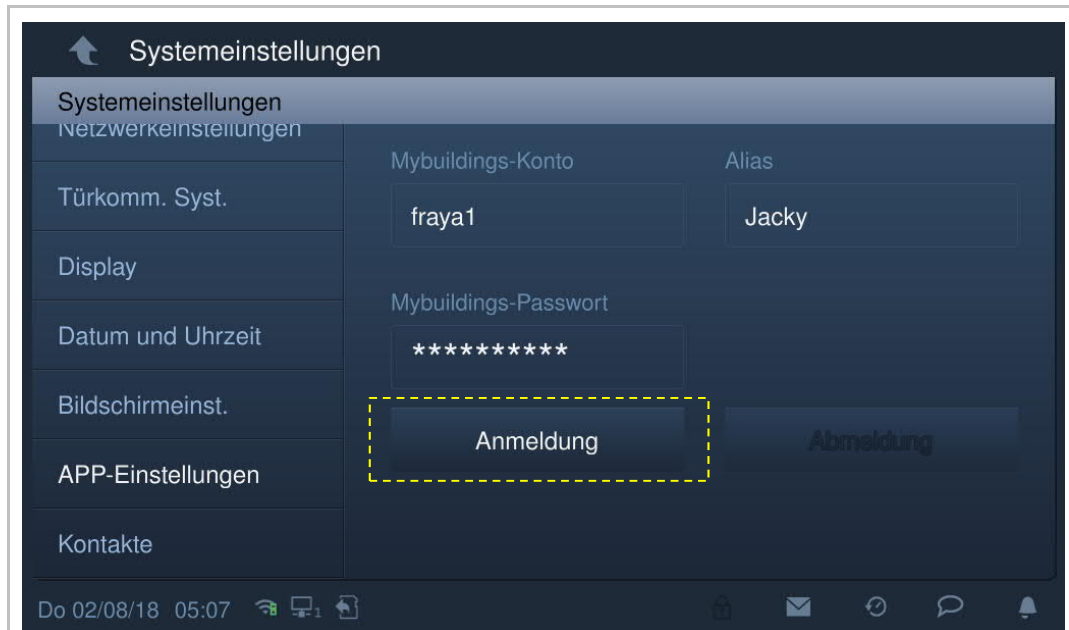 Systemeinstellungen
Systemeinstellungen
Netzwerkeinstellungen
Türkomm. Syst.
Display
Datum und Uhrzeit
Bildschirmeinst.
APP-Einstellungen
Kontakte
Mybuildings-Konto
Alias
fraya1
Jacky
Mybuildings-Passwort
**********
Anmeldung
Abmeldung
Do 02/08/18 05:07
1